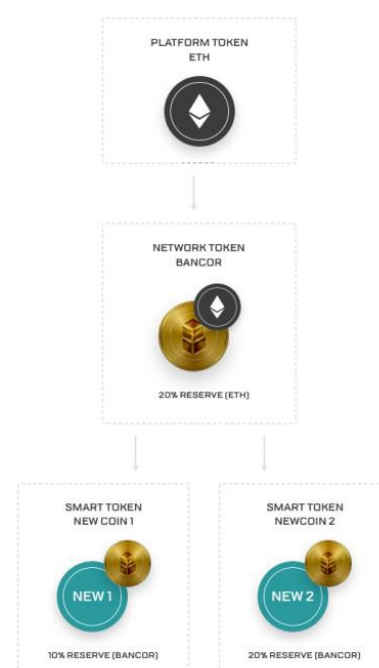 PLATFORM TOKEN
ETH
NETWORK TOKEN
BANCOR
20% RESERVE (ETH)
SMART TOKEN
NEW COIN 1
NEW 1
10% RESERVE (BANCOR)
SMART TOKEN
NEWCOIN 2
NEW 2
20% RESERVE (BANCOR)